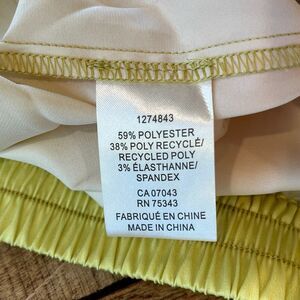 1274843
59% POLYESTER
38% POLY RECYCLÉ/
RECYCLED POLY
3% ÉLASTHANNE/
SPANDEX
CA 07043
RN 75343
FABRIQUÉ EN CHINE
MADE IN CHINA